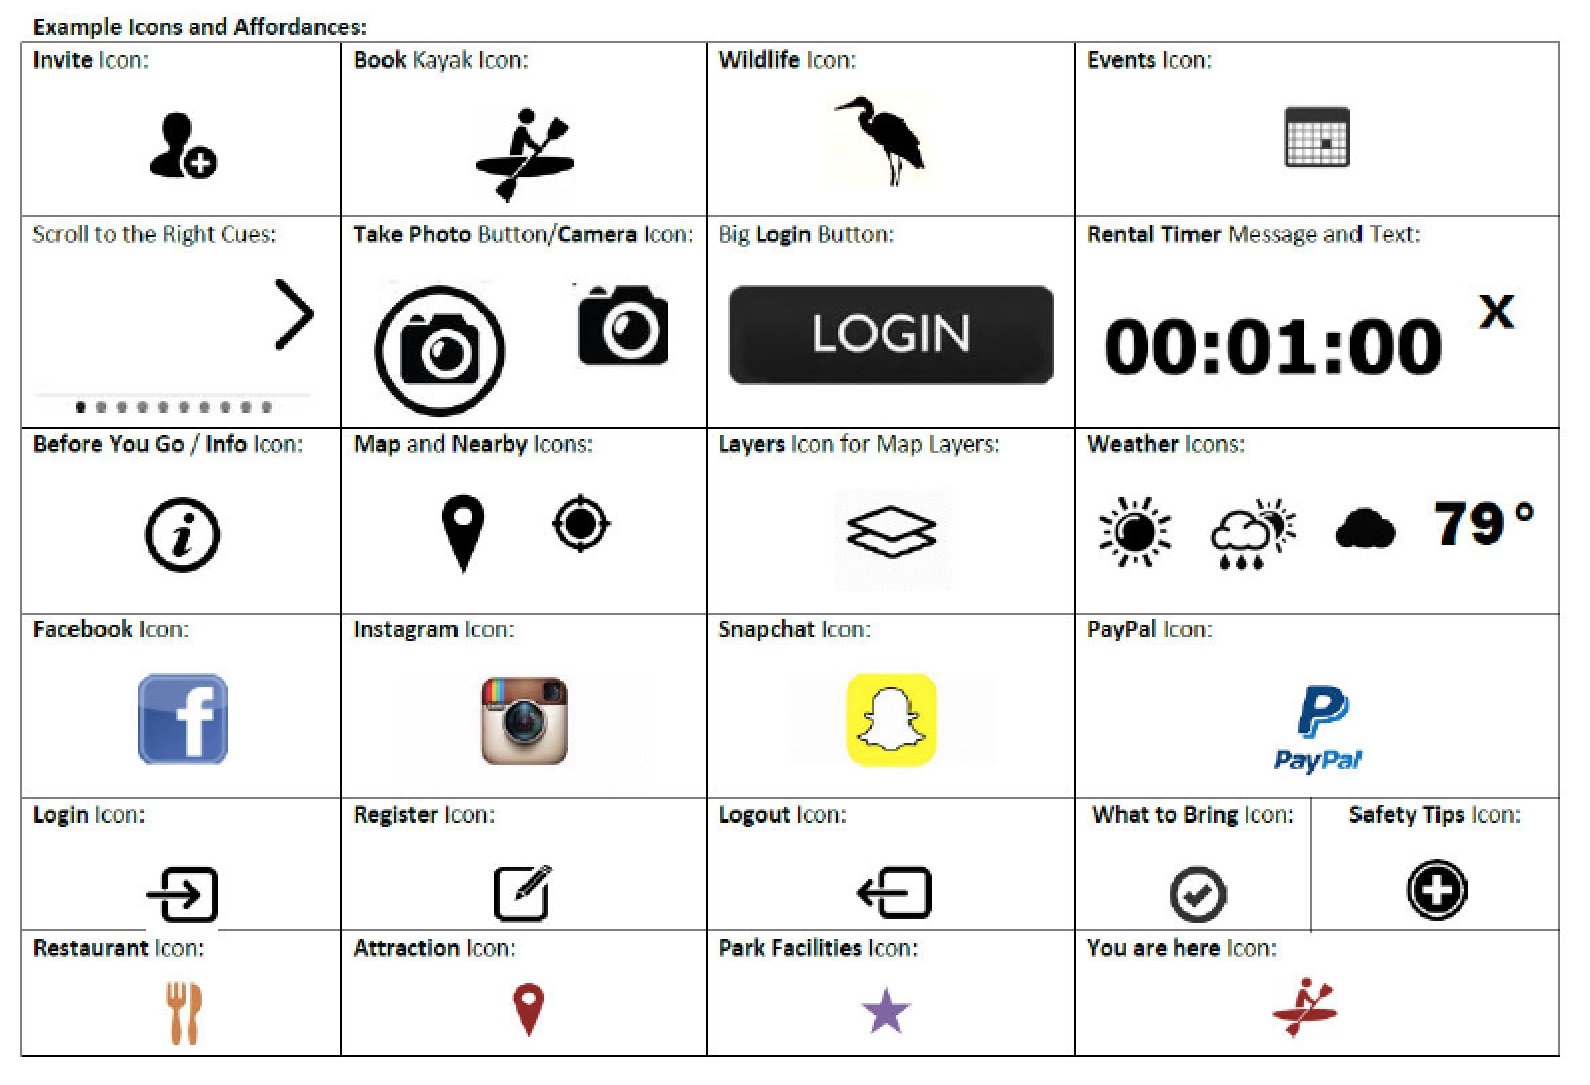 Example Icons and Affordances:
Invite Icon:
Book Kayak Icon:
Wildlife Icon:
Events Icon:
Scroll to the Right Cues:
Take Photo Button/Camera Icon:
Big Login Button:
LOGIN
Rental Timer Message and Text:
00:01:00 X
Before You Go / Info Icon:
i
Map and Nearby Icons:
Layers Icon for Map Layers:
Weather Icons:
79°
Facebook Icon:
f
Instagram Icon:
Snapchat Icon:
PayPal Icon:
P
PayPal
Login Icon:
Register Icon:
Logout Icon:
What to Bring Icon:
Safety Tips Icon:
Restaurant Icon:
Attraction Icon:
Park Facilities Icon:
You are here Icon: